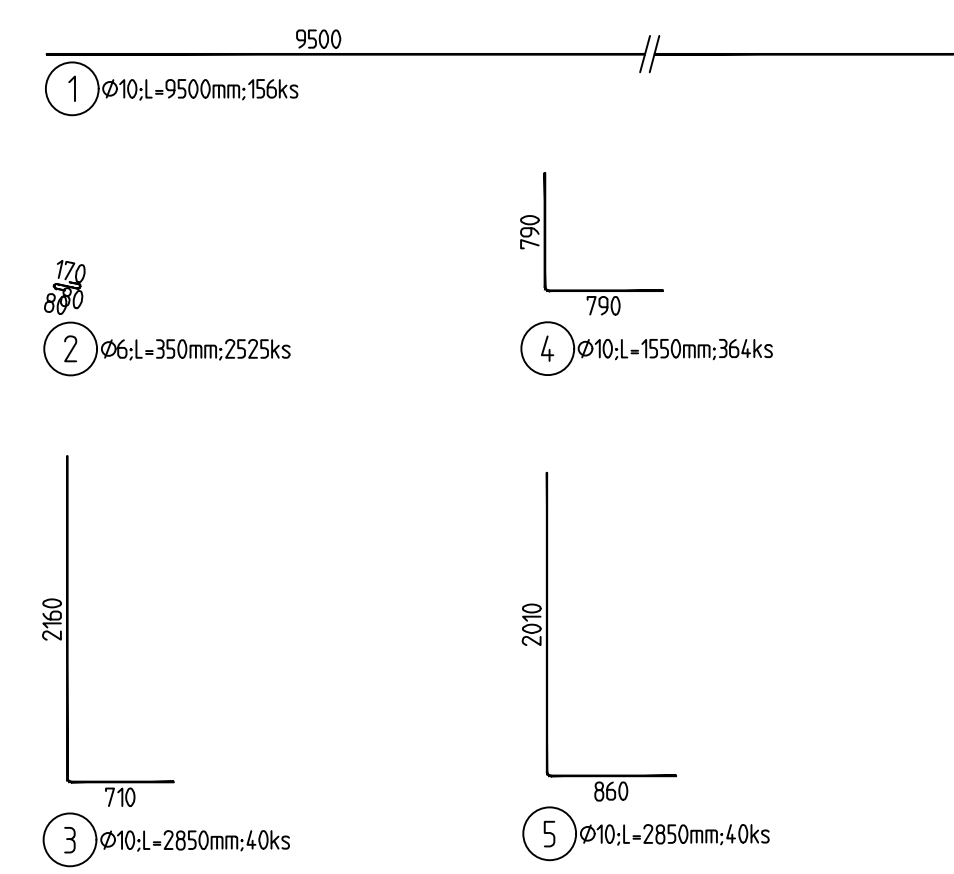 9500
1 Ø10;L=9500mm;156ks
170
80 80
2 Ø6;L=350mm;2525ks
790
790
4 Ø10;L=1550mm;364ks
2160
710
3 Ø10;L=2850mm;40ks
2010
860
5 Ø10;L=2850mm;40ks